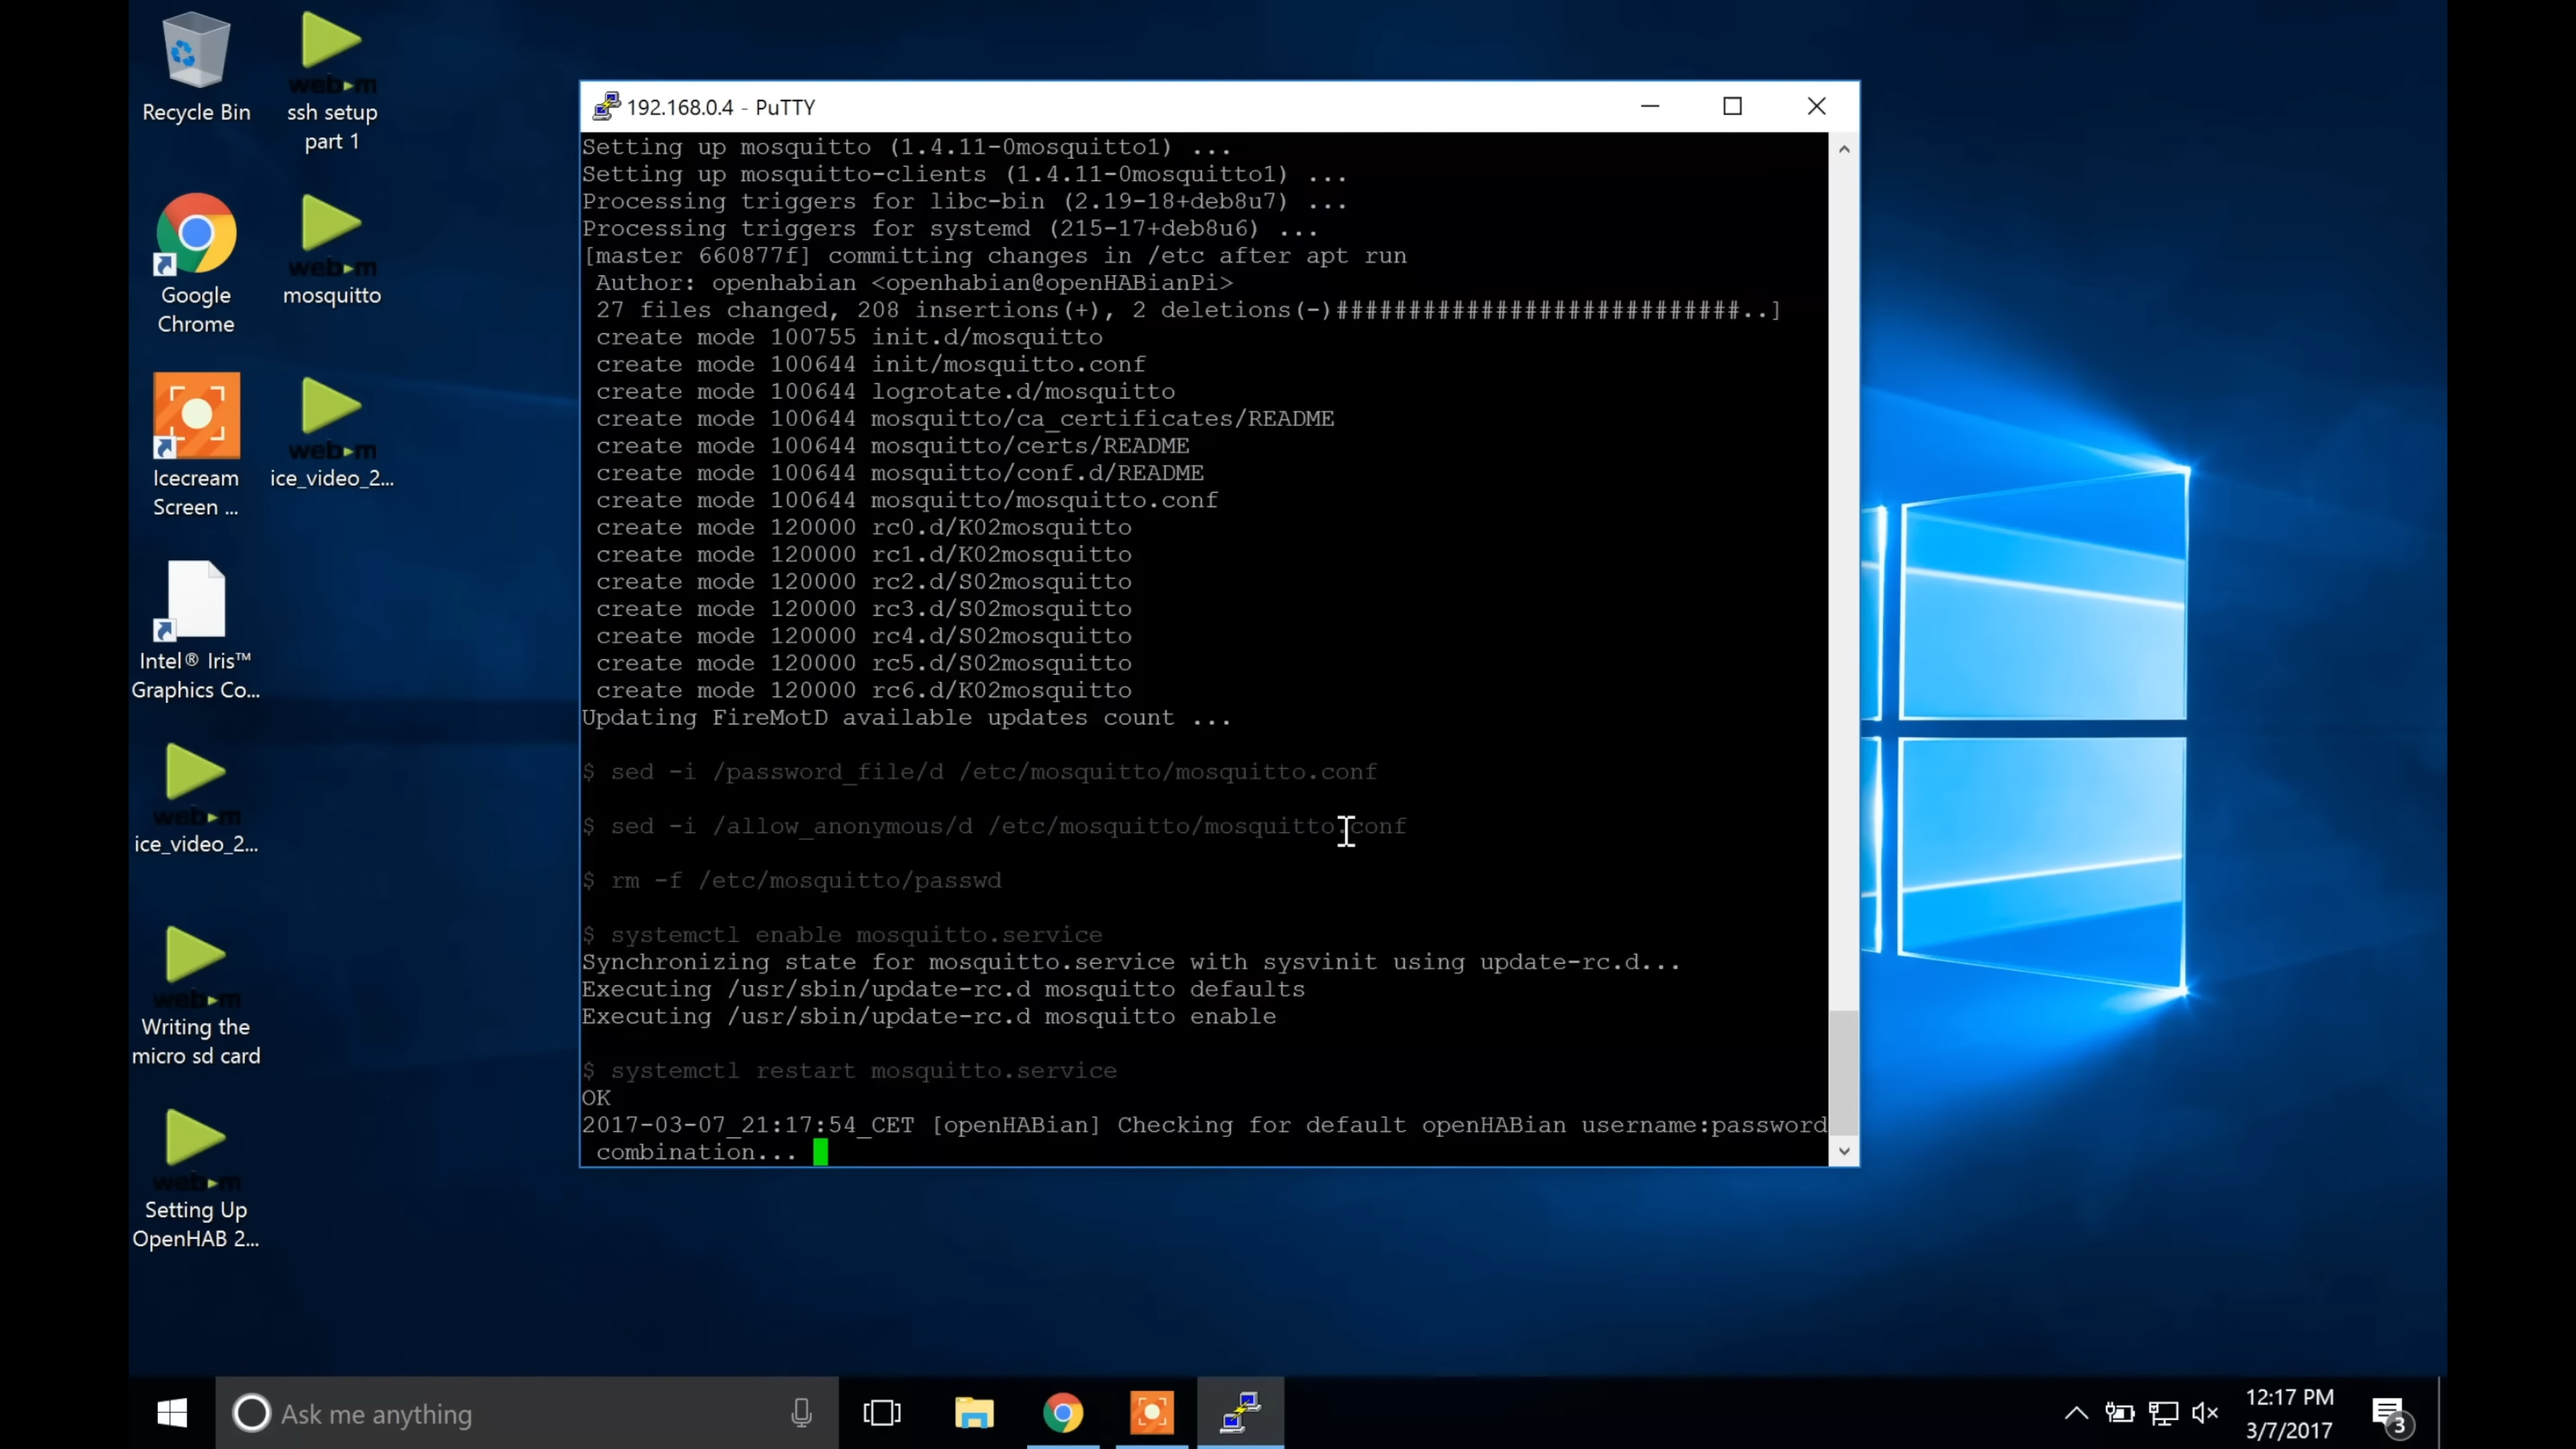 Recycle Bin
web-m
ssh setup
part 1
Google
Chrome
web-m
mosquitto
Icecream
Screen ...
web-m
ice_video_2...
Intel® Iris™
Graphics Co...
web-m
ice_video_2...
web-m
Writing the
micro sd card
web-m
Setting Up
OpenHAB 2...
192.168.0.4 - PuTTY
Setting up mosquitto (1.4.11-0mosquitto1) ...
Setting up mosquitto-clients (1.4.11-0mosquitto1) ...
Processing triggers for libc-bin (2.19-18+deb8u7) ...
Processing triggers for systemd (215-17+deb8u6) ...
[master 660877f] committing changes in /etc after apt run
Author: openhabian <openhabian@openHABianPi>
27 files changed, 208 insertions(+), 2 deletions(-)############################..]
create mode 100755 init.d/mosquitto
create mode 100644 init/mosquitto.conf
create mode 100644 logrotate.d/mosquitto
create mode 100644 mosquitto/ca_certificates/README
create mode 100644 mosquitto/certs/README
create mode 100644 mosquitto/conf.d/README
create mode 100644 mosquitto/mosquitto.conf
create mode 120000 rc0.d/K02mosquitto
create mode 120000 rc1.d/K02mosquitto
create mode 120000 rc2.d/S02mosquitto
create mode 120000 rc3.d/S02mosquitto
create mode 120000 rc4.d/S02mosquitto
create mode 120000 rc5.d/S02mosquitto
create mode 120000 rc6.d/K02mosquitto
Updating FireMotD available updates count ...
$ sed -i /password_file/d /etc/mosquitto/mosquitto.conf
$ sed -i /allow_anonymous/d /etc/mosquitto/mosquitto.conf
$ rm -f /etc/mosquitto/passwd
$ systemctl enable mosquitto.service
Synchronizing state for mosquitto.service with sysvinit using update-rc.d...
Executing /usr/sbin/update-rc.d mosquitto defaults
Executing /usr/sbin/update-rc.d mosquitto enable
$ systemctl restart mosquitto.service
OK
2017-03-07_21:17:54_CET [openHABian] Checking for default openHABian username:password
combination...
Ask me anything
12:17 PM
3/7/2017
3